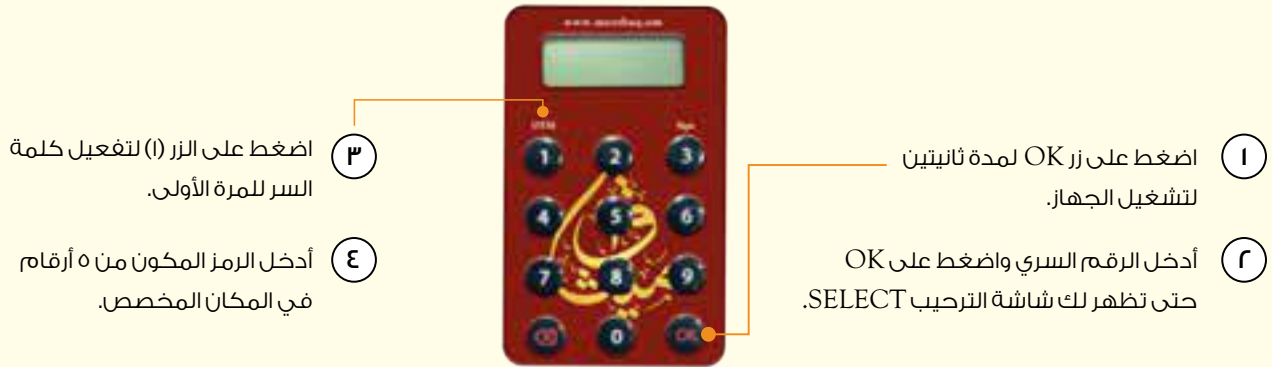 ١
اضغط على زر OK لمدة ثانيتين
لتشغيل الجهاز.
٢
أدخل الرقم السري واضغط على OK
حتى تظهر لك شاشة الترحيب SELECT.
٣
اضغط على الزر (١) لتفعيل كلمة
السر للمرة الأولى.
٤
أدخل الرمز المكون من ٥ أرقام
في المكان المخصص.
1 2 3
4 5 6
7 8 9
0 OK